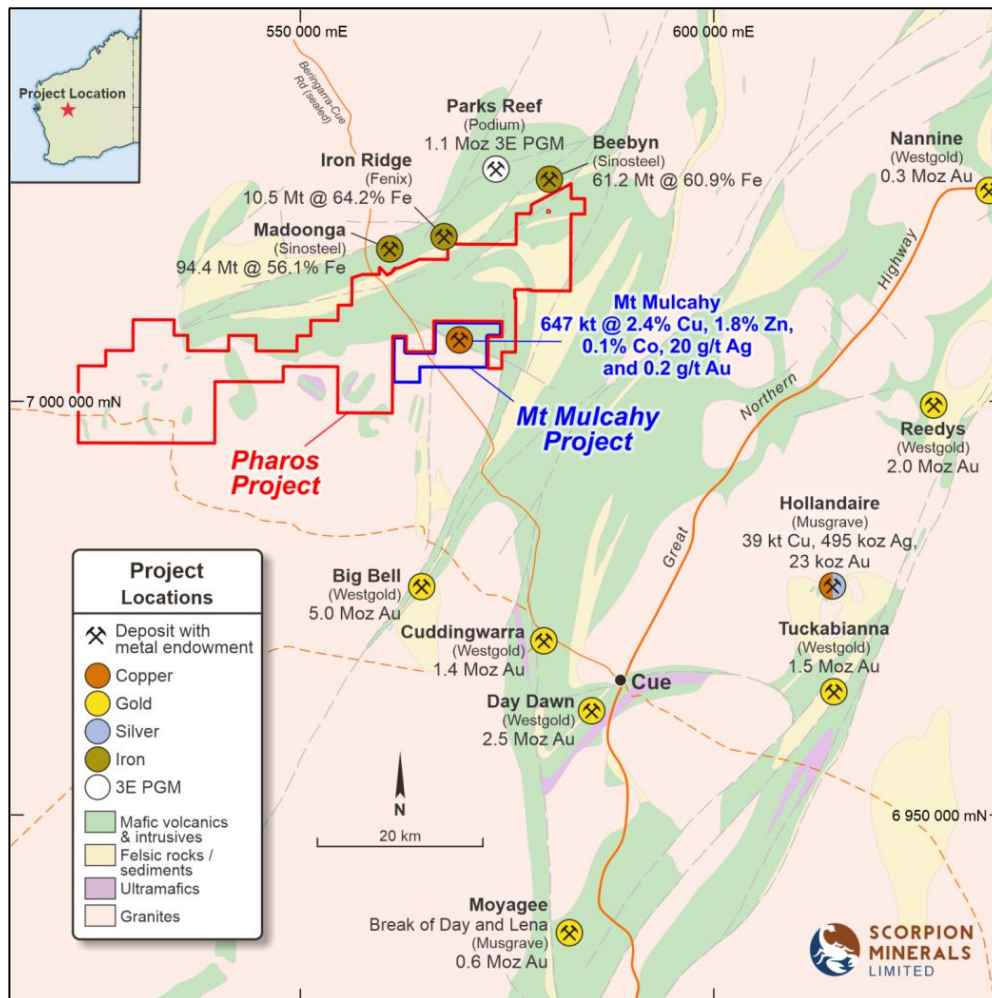 550 000 mE
600 000 mE
Project Location
Beringarra-Cue
Rd (sealed)
Parks Reef
(Podium)
1.1 Moz 3E PGM
Beebyn
(Sinosteel)
61.2 Mt @ 60.9% Fe
Nannine
(Westgold)
0.3 Moz Au
Iron Ridge
(Fenix)
10.5 Mt @ 64.2% Fe
Madoonga
(Sinosteel)
94.4 Mt @ 56.1% Fe
Mt Mulcahy
647 kt @ 2.4% Cu, 1.8% Zn,
0.1% Co, 20 g/t Ag
and 0.2 g/t Au
Great
Northern
Highway
7 000 000 mN
Mt Mulcahy
Project
Pharos
Project
Reedys
(Westgold)
2.0 Moz Au
Hollandaire
(Musgrave)
39 kt Cu, 495 koz Ag,
23 koz Au
Big Bell
(Westgold)
5.0 Moz Au
Cuddingwarra
(Westgold)
1.4 Moz Au
Tuckabianna
(Westgold)
1.5 Moz Au
Cue
Day Dawn
(Westgold)
2.5 Moz Au
Project
Locations
Deposit with
metal endowment
Copper
Gold
Silver
Iron
3E PGM
Mafic volcanics
& intrusives
Felsic rocks /
sediments
Ultramafics
Granites
N
20 km
6 950 000 mN
Moyagee
Break of Day and Lena
(Musgrave)
0.6 Moz Au
SCORPION
MINERALS
LIMITED